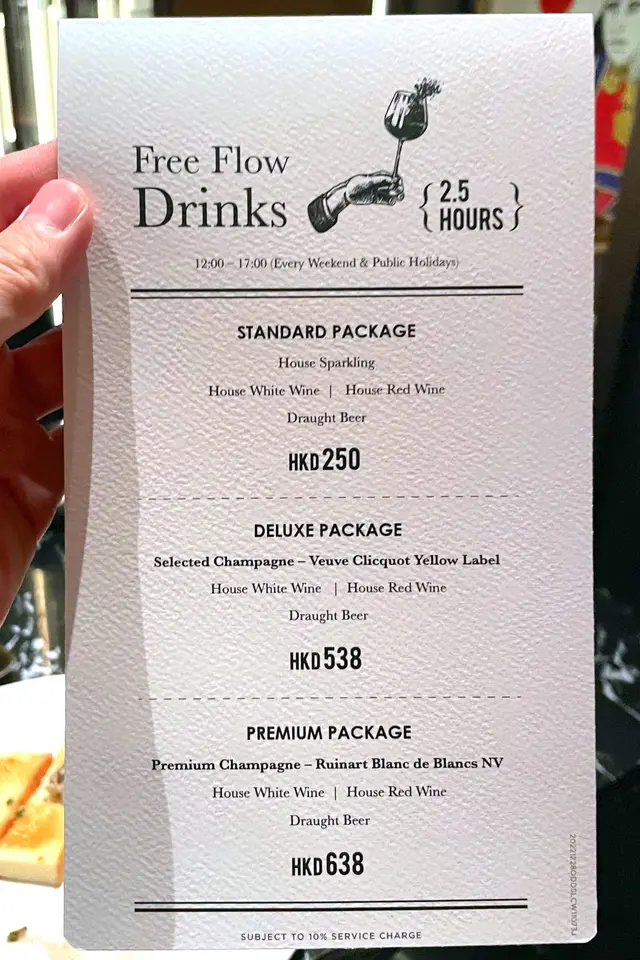 Free Flow
Drinks
{ 2.5 HOURS }
12:00 – 17:00 (Every Weekend & Public Holidays)
STANDARD PACKAGE
House Sparkling
House White Wine | House Red Wine
Draught Beer
HKD250
DELUXE PACKAGE
Selected Champagne – Veuve Clicquot Yellow Label
House White Wine | House Red Wine
Draught Beer
HKD538
PREMIUM PACKAGE
Premium Champagne – Ruinart Blanc de Blancs NV
House White Wine | House Red Wine
Draught Beer
HKD638
SUBJECT TO 10% SERVICE CHARGE